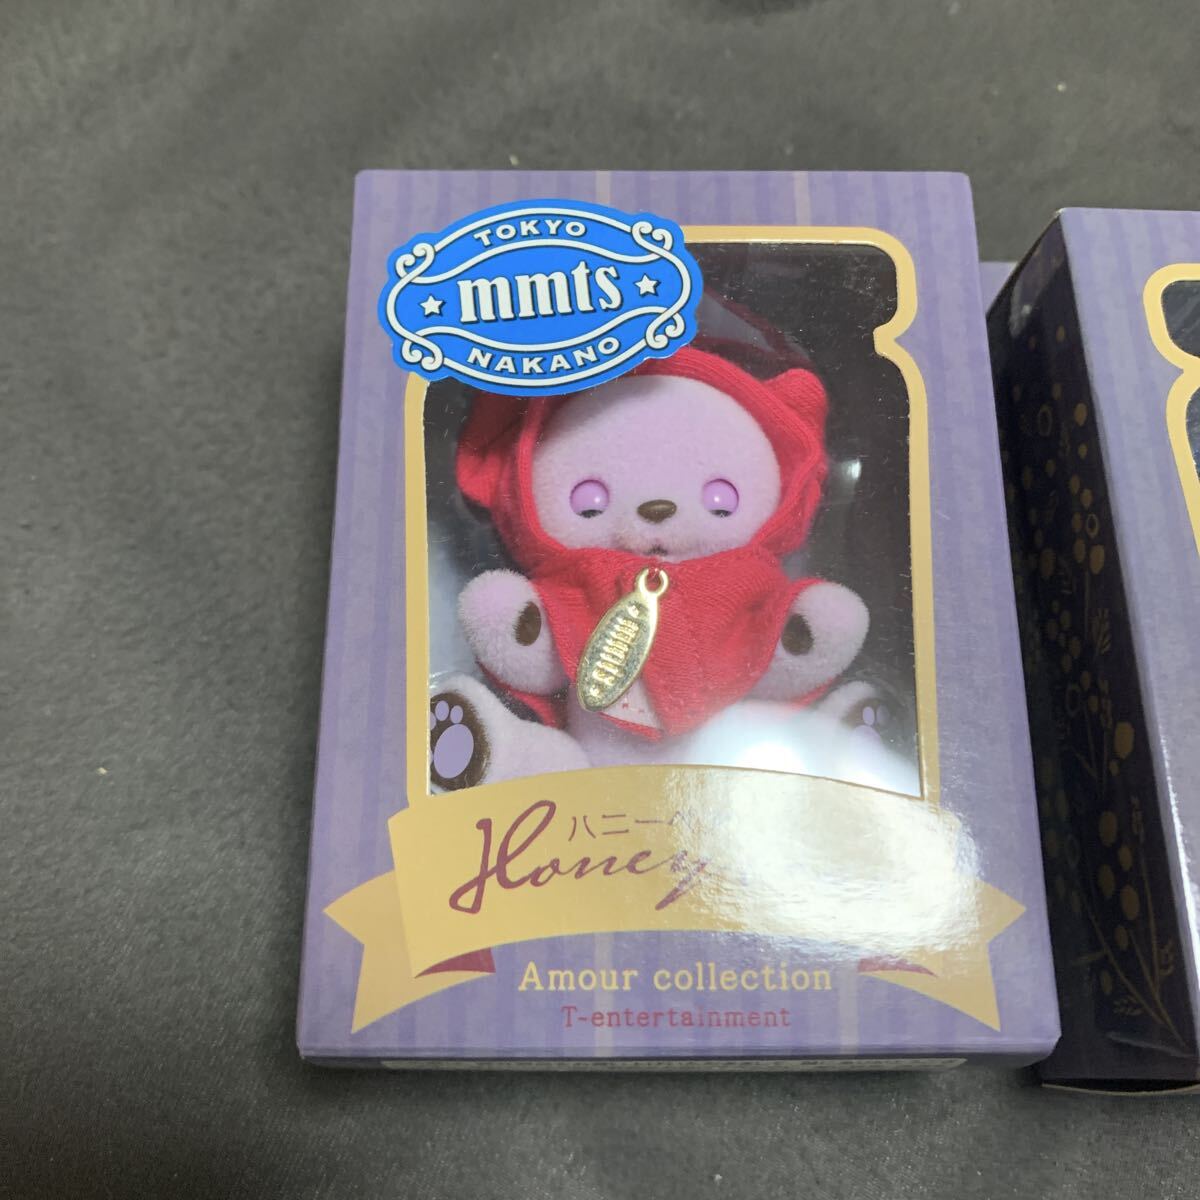 TOKYO
mmts
NAKANO
ハニー
Honey
Amour collection
T-entertainment